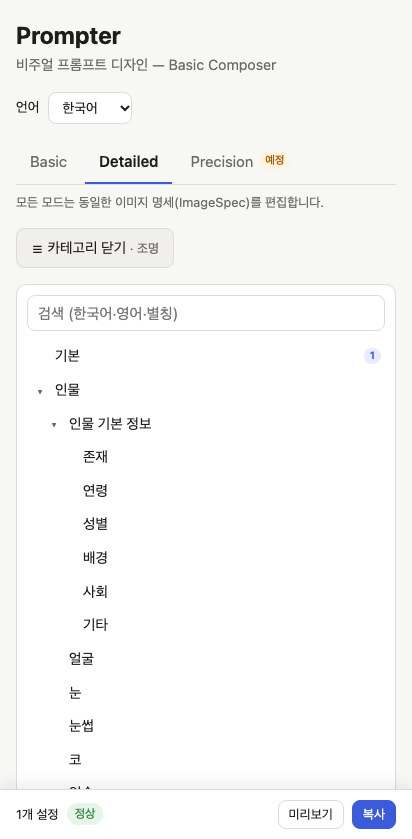 Prompter
비주얼 프롬프트 디자인 — Basic Composer
언어 한국어
Basic Detailed Precision 예정
모든 모드는 동일한 이미지 명세(ImageSpec)를 편집합니다.
≡ 카테고리 닫기 · 조명
검색 (한국어·영어·별칭)
기본 1
▾ 인물
▾ 인물 기본 정보
존재
연령
성별
배경
사회
기타
얼굴
눈
눈썹
코
1개 설정 정상 미리보기 복사